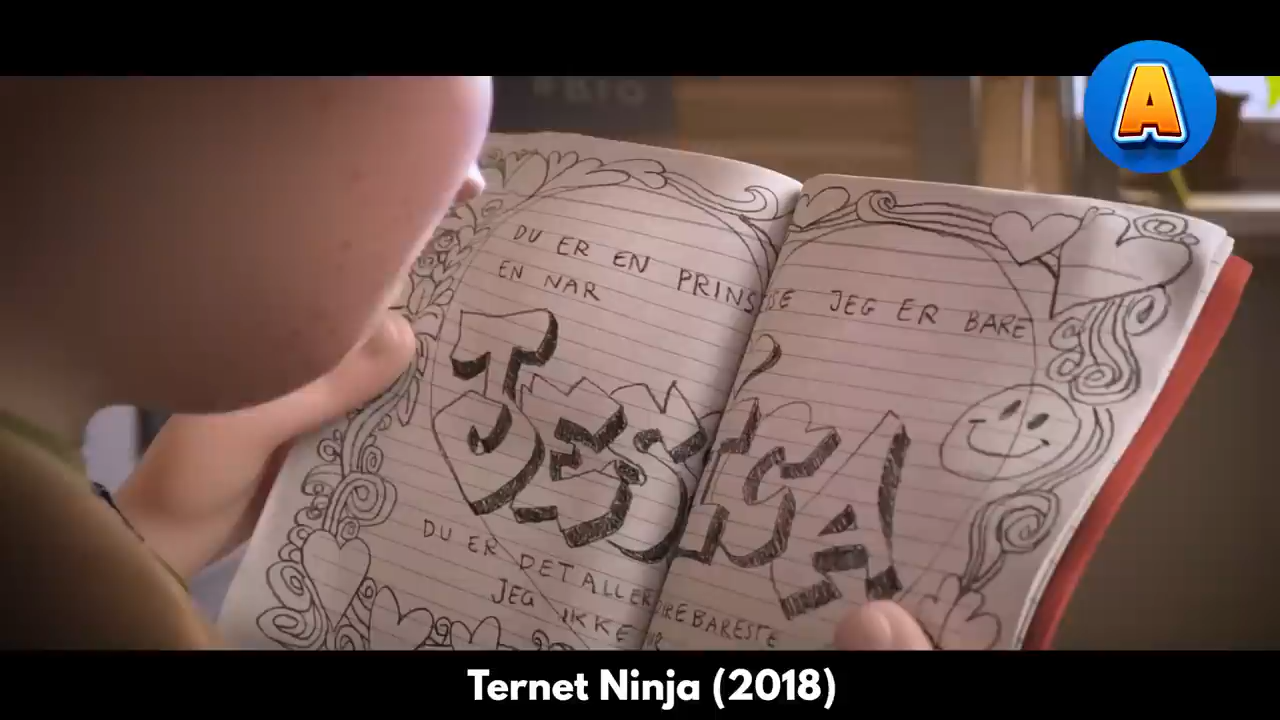 A
DU ER EN PRINSESSE JEG ER BARE
EN NAR
JESSICA
DU ER DET ALLER BAREBARESTE
JEG IKKE
Ternet Ninja (2018)